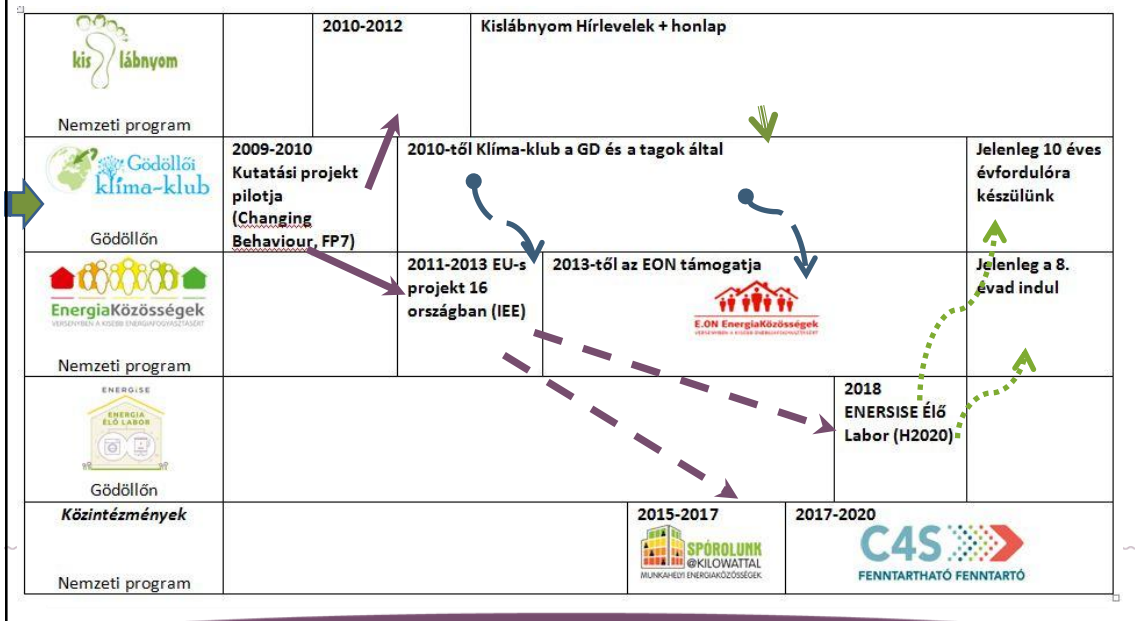 kis lábnyom
Nemzeti program
2010-2012
Kislábnyom Hírlevelek + honlap
Gödöllői
klíma-klub
Gödöllőn
2009-2010
Kutatási projekt
pilotja
(Changing
Behaviour, FP7)
2010-től Klíma-klub a GD és a tagok által
Jelenleg 10 éves
évfordulóra
készülünk
EnergiaKözösségek
VERSENYBEN A KISEBB ENERGIAFOGYASZTÁSÉRT
Nemzeti program
2011-2013 EU-s
projekt 16
országban (IEE)
2013-től az EON támogatja
E.ON EnergiaKözösségek
VERSENYBEN A KISEBB ENERGIAFOGYASZTÁSÉRT
Jelenleg a 8.
évad indul
ENERGISE
ENERGIA
ÉLŐ LABOR
Gödöllőn
2018
ENERSISE Élő
Labor (H2020)
Közintézmények
Nemzeti program
2015-2017
SPÓROLUNK
@KILOWATTAL
MUNKAHELYI ENERGIAKÖZÖSSÉGEK
2017-2020
C4S
FENNTARTHATÓ FENNTARTÓ